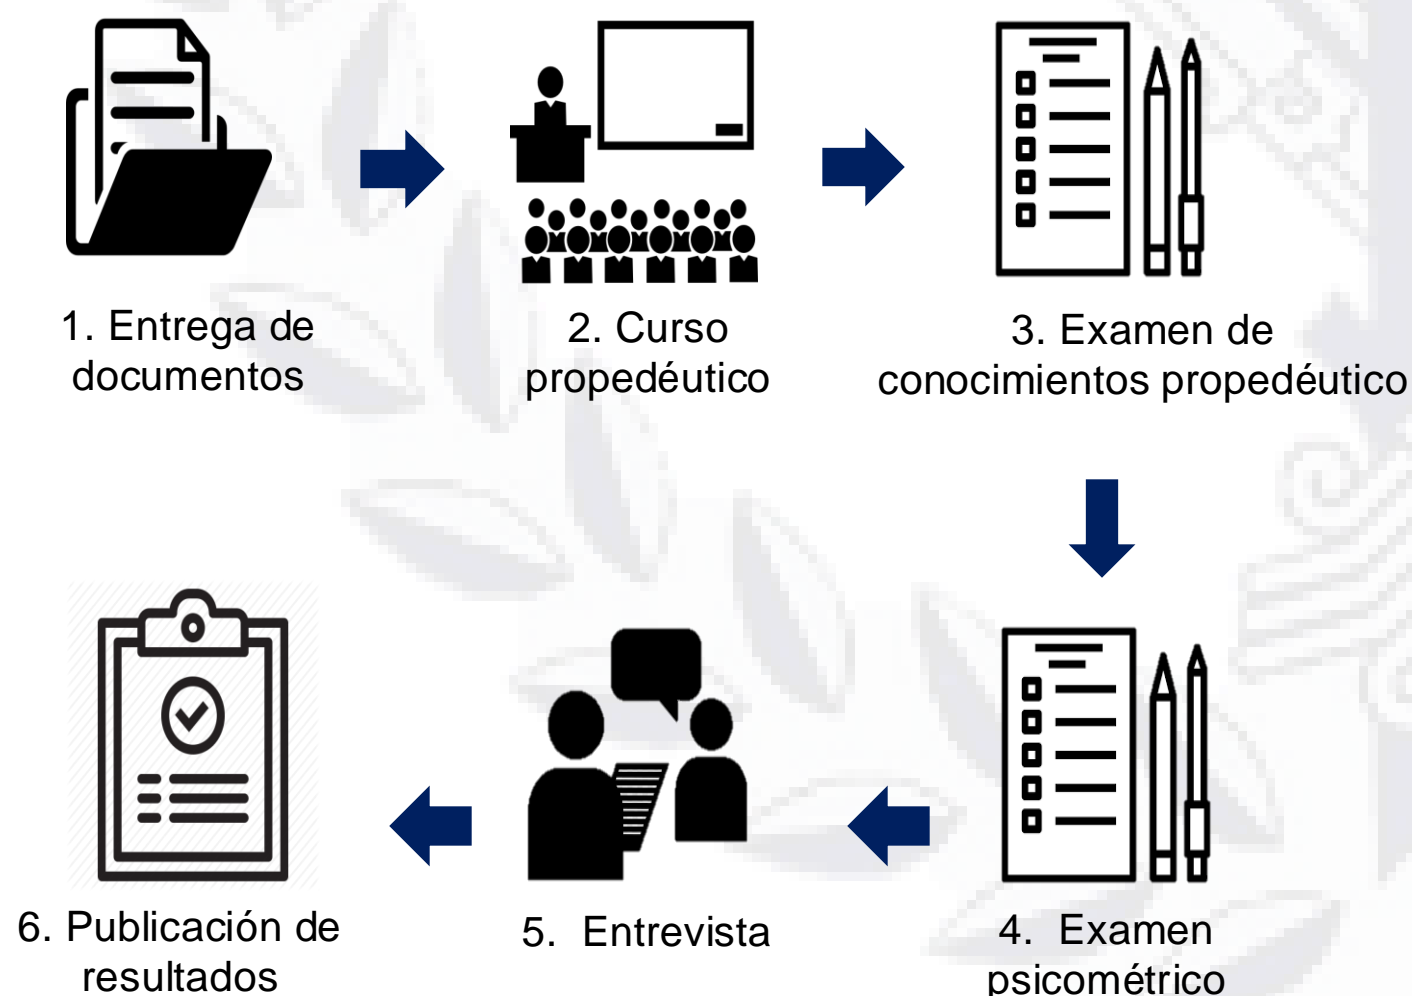 1. Entrega de
documentos
2. Curso
propedéutico
3. Examen de
conocimientos propedéutico
4. Examen
psicométrico
5. Entrevista
6. Publicación de
resultados